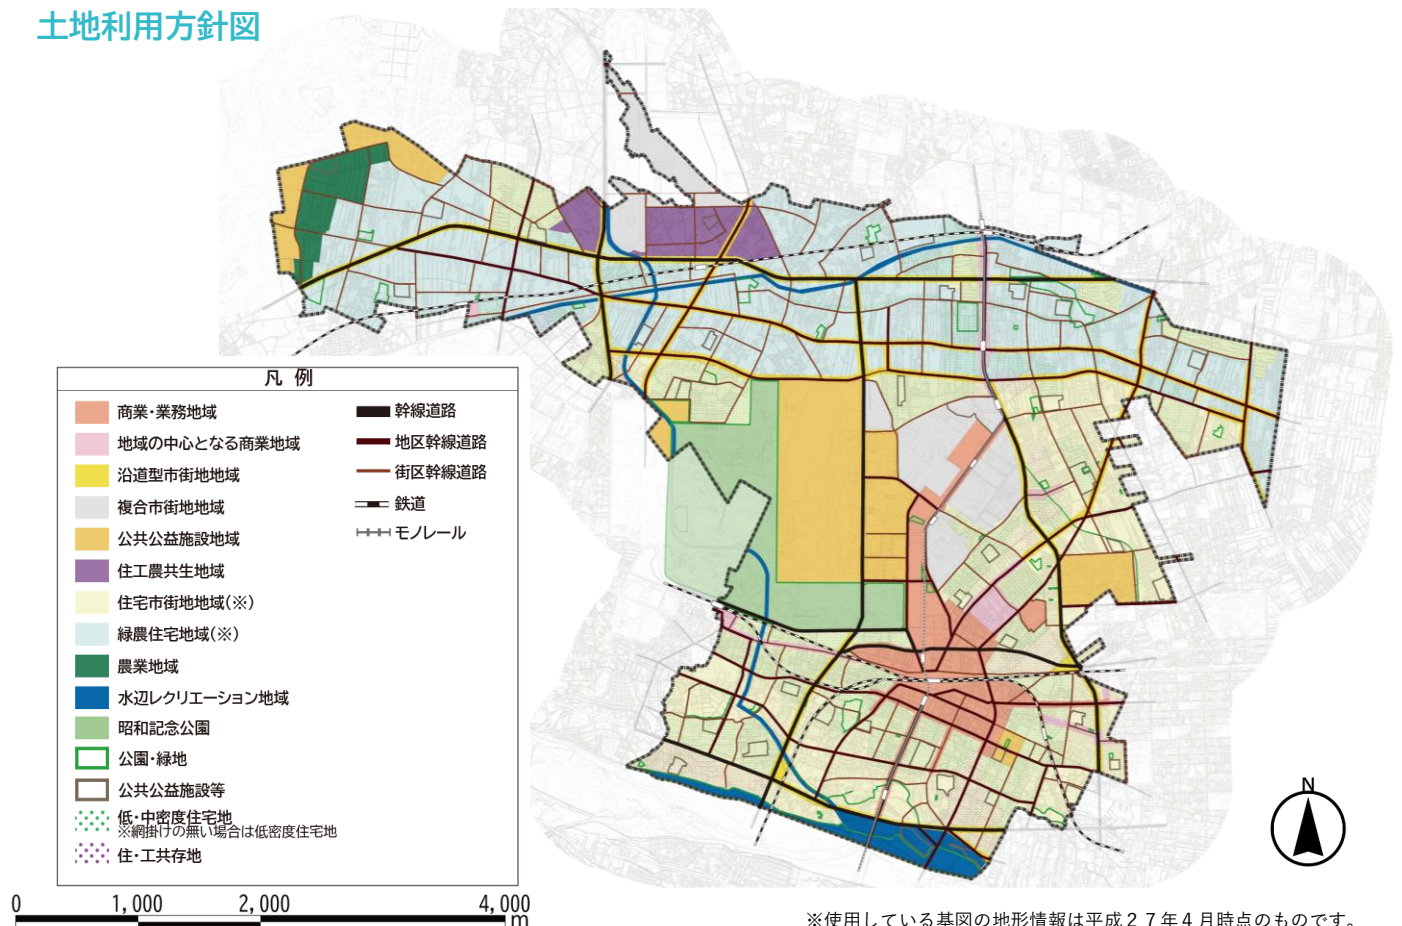 土地利用方針図
凡 例
商業・業務地域
地域の中心となる商業地域
沿道型市街地地域
複合市街地地域
公共公益施設地域
住工農共生地域
住宅市街地地域(※)
緑農住宅地域(※)
農業地域
水辺レクリエーション地域
昭和記念公園
公園・緑地
公共公益施設等
低・中密度住宅地
※網掛けの無い場合は低密度住宅地
住・工共存地
幹線道路
地区幹線道路
街区幹線道路
鉄道
モノレール
N
0 1,000 2,000 4,000
m
※使用している基図の地形情報は平成27年4月時点のものです。